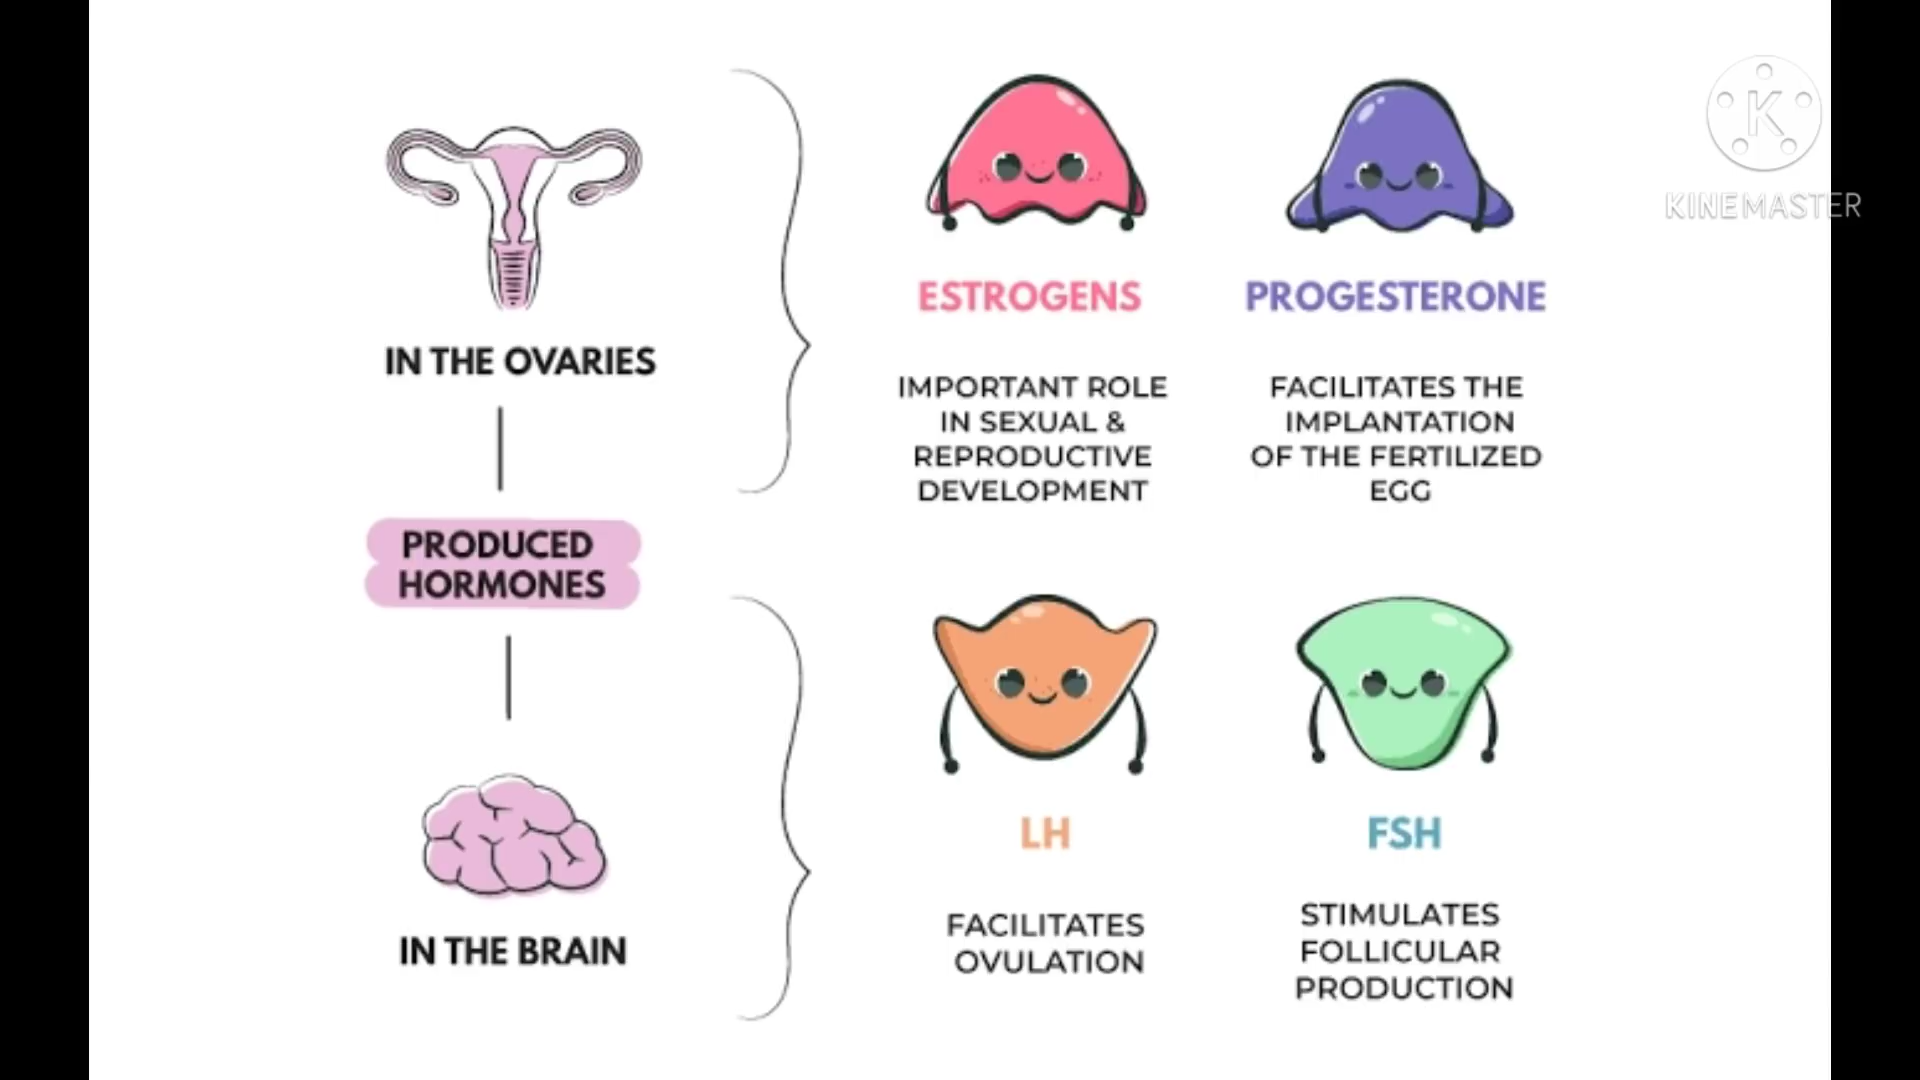 IN THE OVARIES
PRODUCED
HORMONES
IN THE BRAIN
ESTROGENS
IMPORTANT ROLE
IN SEXUAL &
REPRODUCTIVE
DEVELOPMENT
PROGESTERONE
FACILITATES THE
IMPLANTATION
OF THE FERTILIZED
EGG
LH
FACILITATES
OVULATION
FSH
STIMULATES
FOLLICULAR
PRODUCTION
K
KINEMASTER